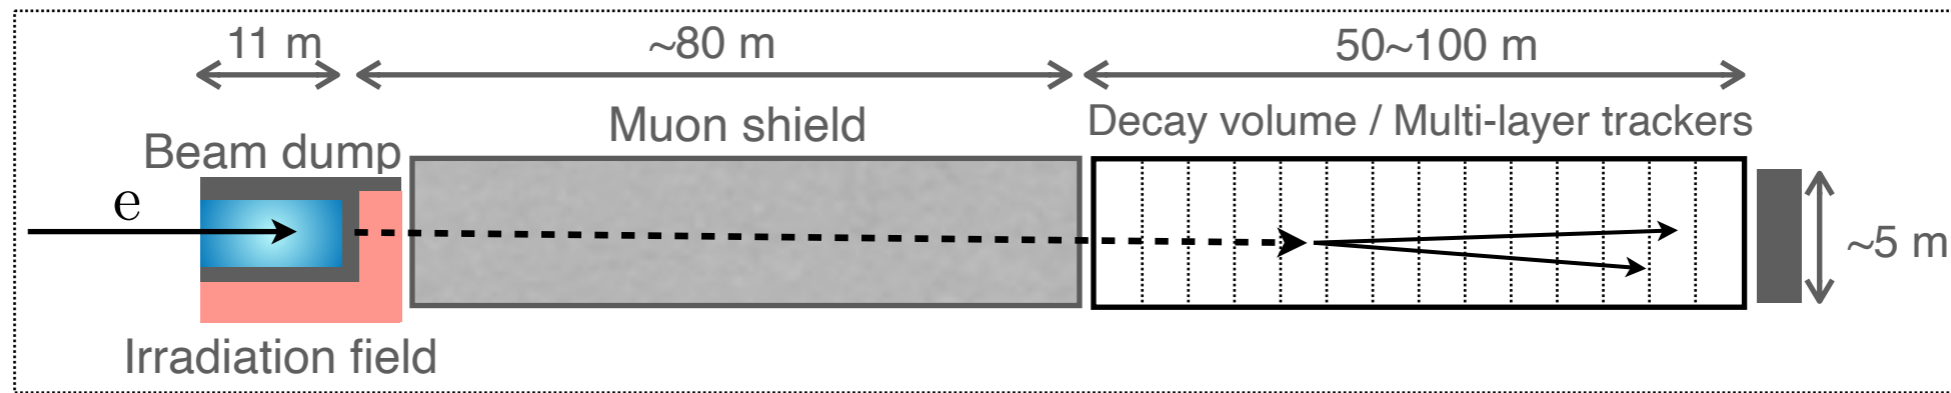 11 m
~80 m
50~100 m
Muon shield
Decay volume / Multi-layer trackers
Beam dump
e
~5 m
Irradiation field